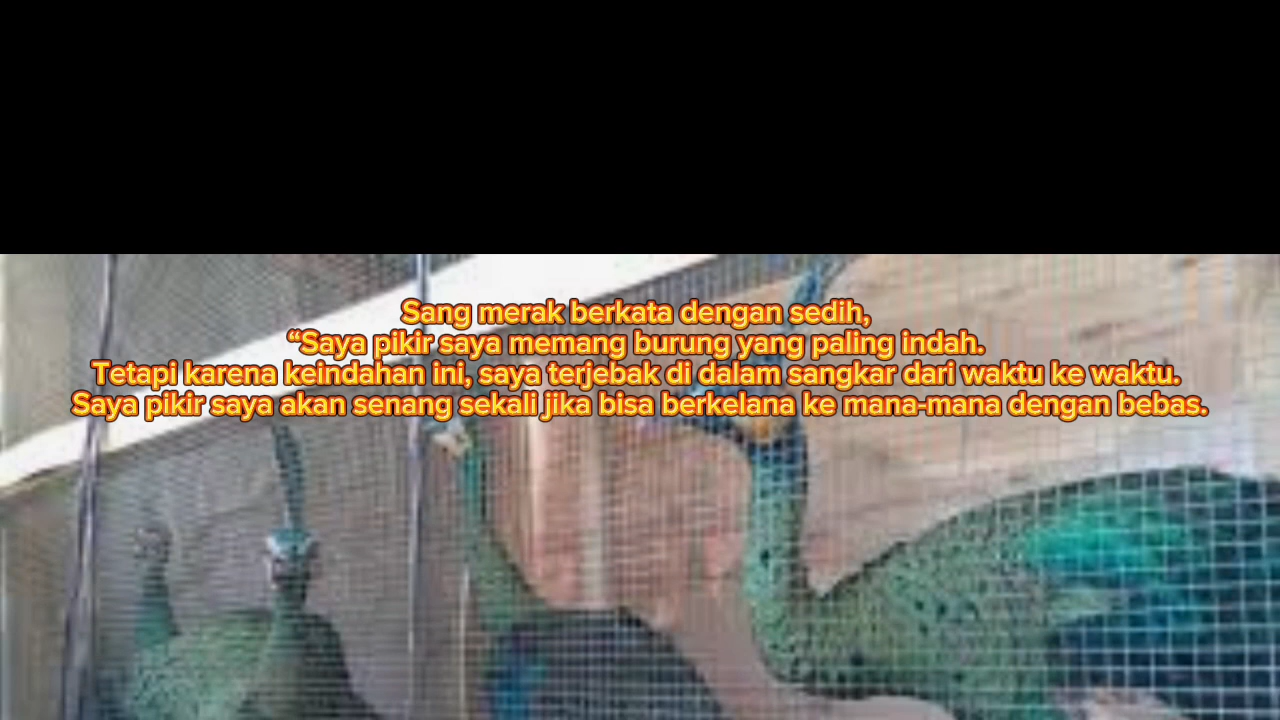 Sang merak berkata dengan sedih,
“Saya pikir saya memang burung yang paling indah.
Tetapi karena keindahan ini, saya terjebak di dalam sangkar dari waktu ke waktu.
Saya pikir saya akan senang sekali jika bisa berkelana ke mana-mana dengan bebas.